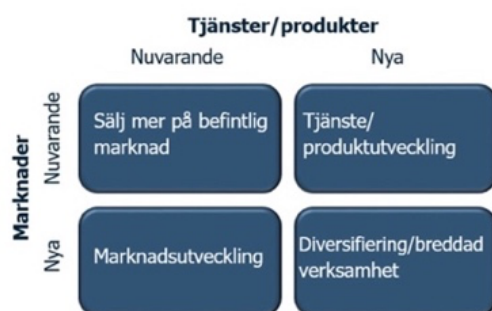 Tjänster/produkter
Nuvarande
Nya
Marknader
Nuvarande
Sälj mer på befintlig
marknad
Tjänste/
produktutveckling
Nya
Marknadsutveckling
Diversifiering/breddad
verksamhet